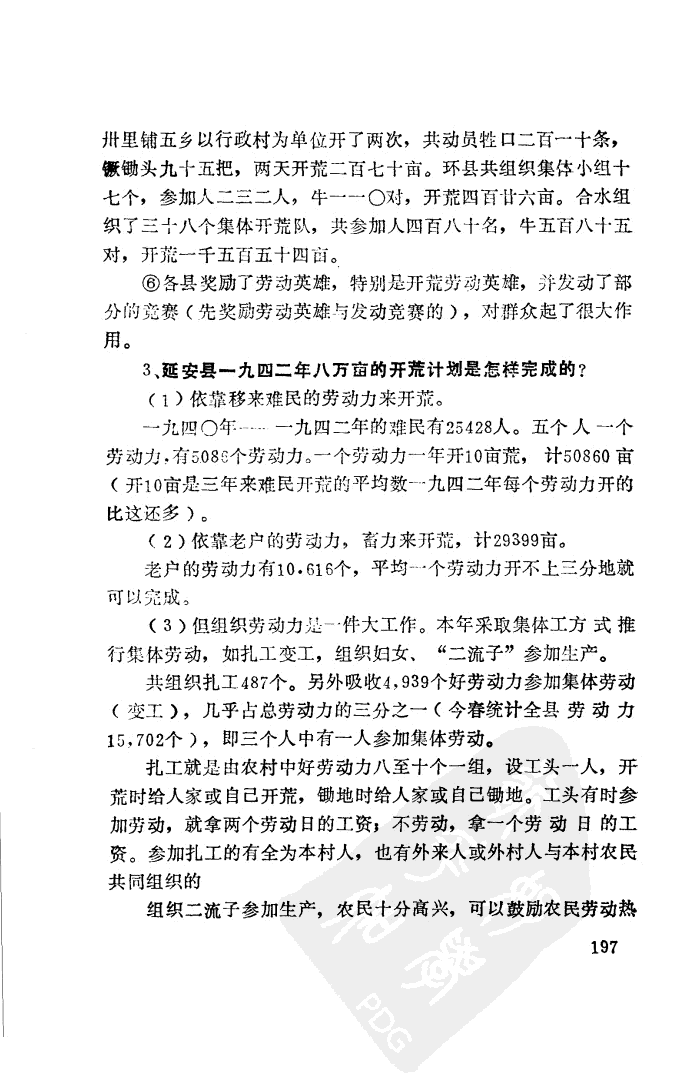 卅里铺五乡以行政村为单位开了两次，共动员牲口二百一十条，
镢锄头九十五把，两天开荒二百七十亩。环县共组织集体小组十
七个，参加人二三二人，牛一一〇对，开荒四百廿六亩。合水组
织了三十八个集体开荒队，共参加人四百八十名，牛五百八十五
对，开荒一千五百五十四亩。
⑥各县奖励了劳动英雄，特别是开荒劳动英雄，并发动了部
分的竞赛（先奖励劳动英雄与发动竞赛的），对群众起了很大作
用。
3、延安县一九四二年八万亩的开荒计划是怎样完成的？
（1）依靠移来难民的劳动力来开荒。
一九四〇年——一九四二年的难民有25428人。五个人一个
劳动力，有5086个劳动力。一个劳动力一年开10亩荒，计50860亩
（开10亩是三年来难民开荒的平均数一九四二年每个劳动力开的
比这还多）。
（2）依靠老户的劳动力，畜力来开荒，计29399亩。
老户的劳动力有10.616个，平均一个劳动力开不上三分地就
可以完成。
（3）但组织劳动力是一件大工作。本年采取集体工方式推
行集体劳动，如扎工变工，组织妇女、“二流子”参加生产。
共组织扎工487个。另外吸收4,939个好劳动力参加集体劳动
（变工），几乎占总劳动力的三分之一（今春统计全县劳动力
15,702个），即三个人中有一人参加集体劳动。
扎工就是由农村中好劳动力八至十个一组，设工头一人，开
荒时给人家或自己开荒，锄地时给人家或自己锄地。工头有时参
加劳动，就拿两个劳动日的工资；不劳动，拿一个劳动日的工
资。参加扎工的有全为本村人，也有外来人或外村人与本村农民
共同组织的
组织二流子参加生产，农民十分高兴，可以鼓励农民劳动热
197
PDG